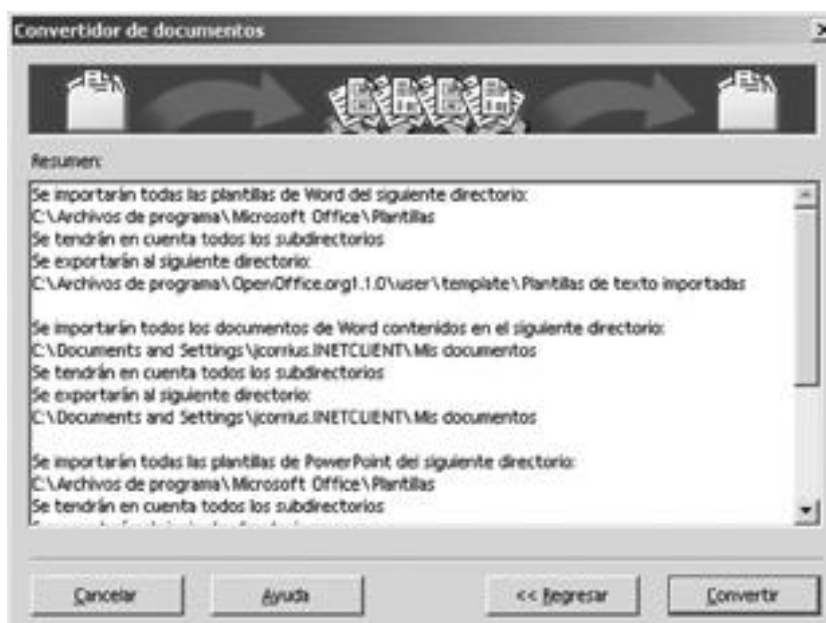 Convertidor de documentos
Resumen:
Se importarán todas las plantillas de Word del siguiente directorio:
C:\Archivos de programa\Microsoft Office\Plantillas
Se tendrán en cuenta todos los subdirectorios
Se exportarán al siguiente directorio:
C:\Archivos de programa\OpenOffice.org1.1.0\user\template\Plantillas de texto importadas
Se importarán todos los documentos de Word contenidos en el siguiente directorio:
C:\Documents and Settings\jcorrius.INETCLIENT\Mis documentos
Se tendrán en cuenta todos los subdirectorios
Se exportarán al siguiente directorio:
C:\Documents and Settings\jcorrius.INETCLIENT\Mis documentos
Se importarán todas las plantillas de PowerPoint del siguiente directorio:
C:\Archivos de programa\Microsoft Office\Plantillas
Se tendrán en cuenta todos los subdirectorios
Cancelar
Ayuda
<< Regresar
Convertir